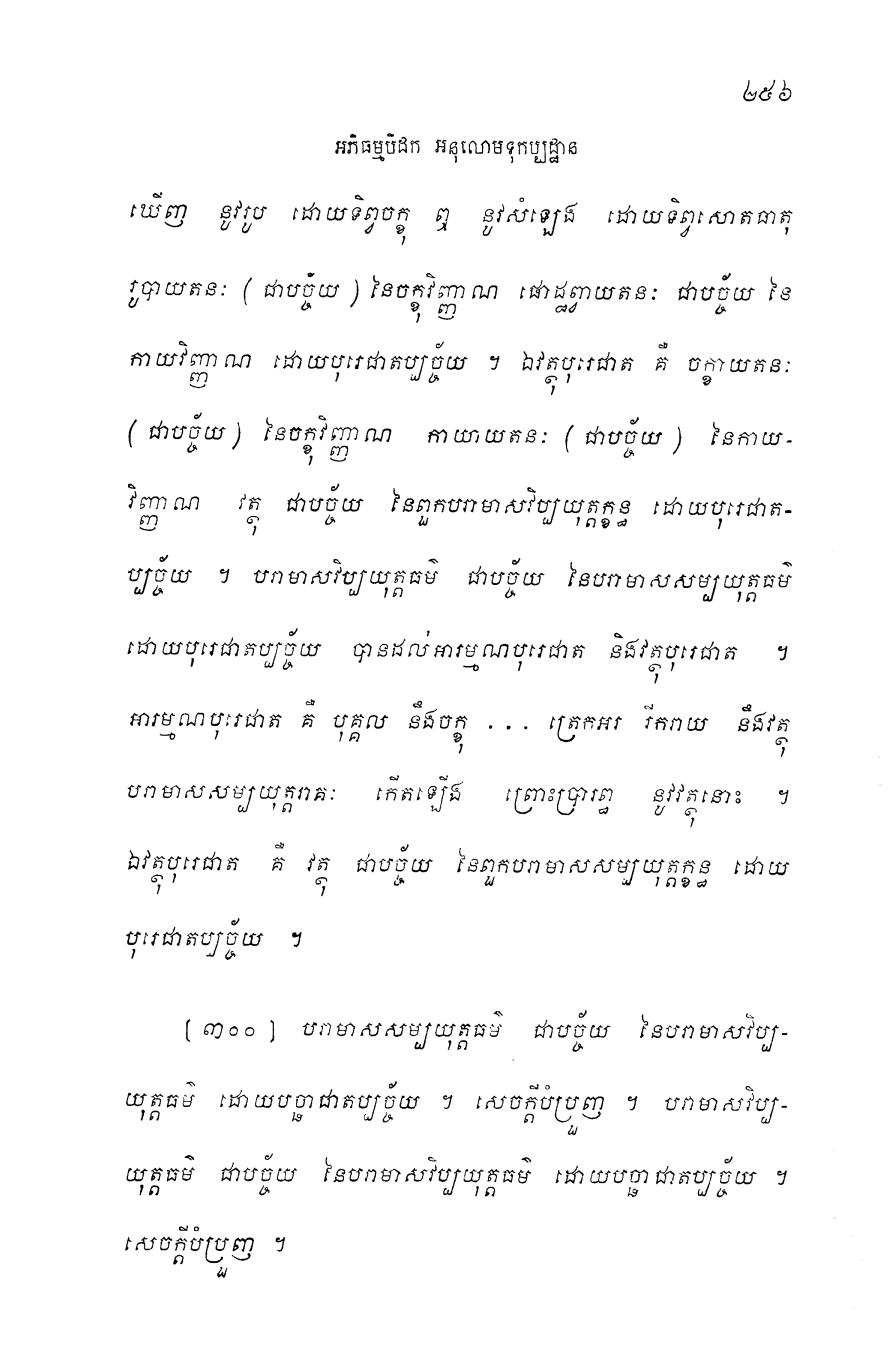 ២៥៦
អភិធម្មបិដក អនុលោមទុកប្បដ្ឋាន
ឃើញ នូវរូប ដោយទិព្វចក្ខុ ឮ នូវសំឡេង ដោយទិព្វសោតធាតុ
រូបាយតនៈ ( ជាបច្ច័យ ) នៃចក្ខុវិញ្ញាណ ផោដ្ឋព្វាយតនៈ ជាបច្ច័យ នៃ
កាយវិញ្ញាណ ដោយបុរេជាតប្បច្ច័យ ។ ឯវត្ថុបុរេជាត គឺ ចក្ខាយតនៈ
( ជាបច្ច័យ ) នៃចក្ខុវិញ្ញាណ កាយាយតនៈ ( ជាបច្ច័យ ) នៃកាយ-
វិញ្ញាណ វត្ថុ ជាបច្ច័យ នៃពួកបរាមាសវិប្បយុត្តក្ខន្ធ ដោយបុរេជាត-
ប្បច្ច័យ ។ បរាមាសវិប្បយុត្តធម៌ ជាបច្ច័យ នៃបរាមាសសម្បយុត្តធម៌
ដោយបុរេជាតប្បច្ច័យ បានដល់អារម្មណបុរេជាត និងវត្ថុបុរេជាត ។
អារម្មណបុរេជាត គឺ បុគ្គល នឹងចក្ខុ ... ត្រេកអរ រីករាយ នឹងវត្ថុ
បរាមាសសម្បយុត្តរាគៈ កើតឡើង ព្រោះប្រារព្ធ នូវវត្ថុនោះ ។
ឯវត្ថុបុរេជាត គឺ វត្ថុ ជាបច្ច័យ នៃពួកបរាមាសសម្បយុត្តក្ខន្ធ ដោយ
បុរេជាតប្បច្ច័យ ។
[ ៣០០ ] បរាមាសសម្បយុត្តធម៌ ជាបច្ច័យ នៃបរាមាសវិប្ប-
យុត្តធម៌ ដោយបច្ឆាជាតប្បច្ច័យ ។ សេចក្តីបំប្រួញ ។ បរាមាសវិប្ប-
យុត្តធម៌ ជាបច្ច័យ នៃបរាមាសវិប្បយុត្តធម៌ ដោយបច្ឆាជាតប្បច្ច័យ ។
សេចក្តីបំប្រួញ ។